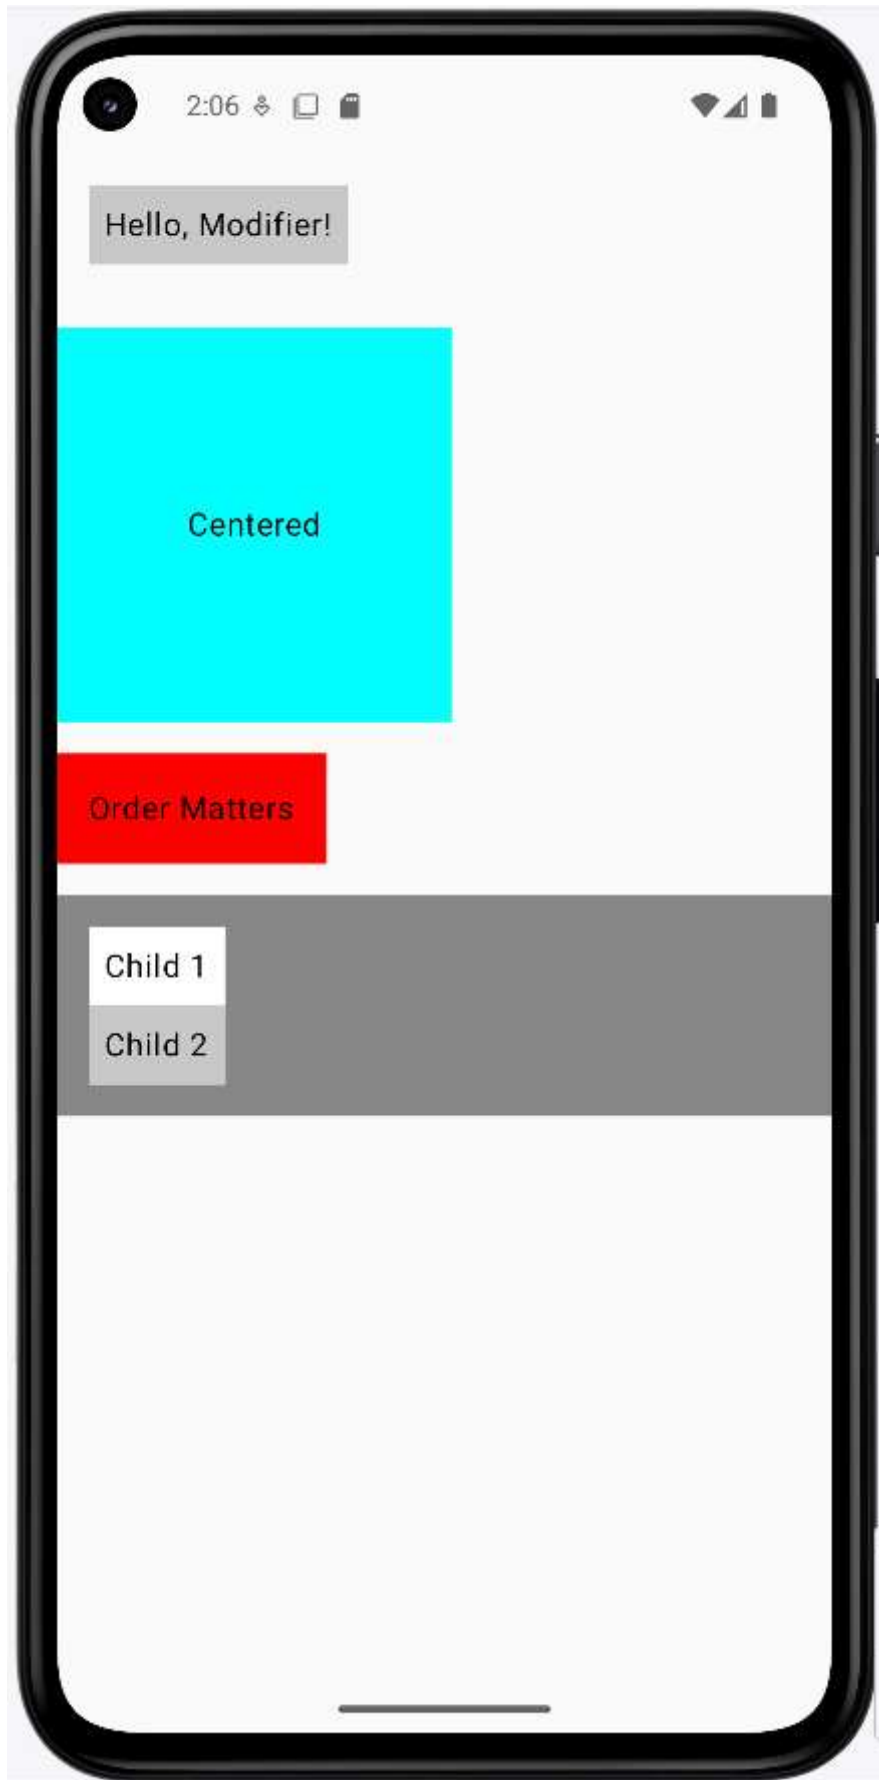 2:06
Hello, Modifier!
Centered
Order Matters
Child 1
Child 2